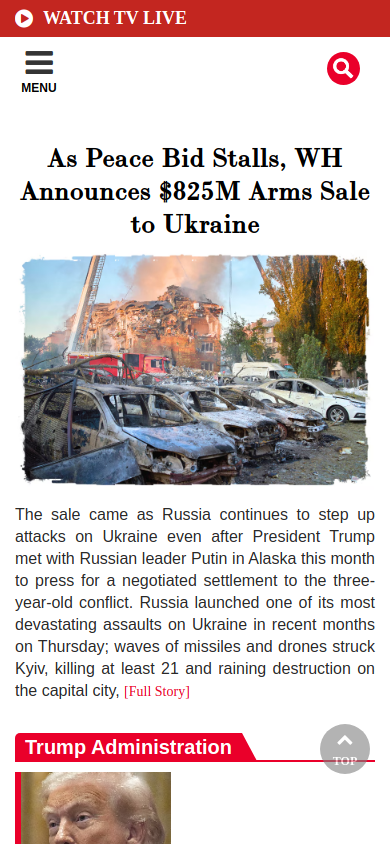 WATCH TV LIVE
MENU
As Peace Bid Stalls, WH
Announces $825M Arms Sale
to Ukraine
The sale came as Russia continues to step up
attacks on Ukraine even after President Trump
met with Russian leader Putin in Alaska this month
to press for a negotiated settlement to the three-
year-old conflict. Russia launched one of its most
devastating assaults on Ukraine in recent months
on Thursday; waves of missiles and drones struck
Kyiv, killing at least 21 and raining destruction on
the capital city, [Full Story]
Trump Administration
TOP